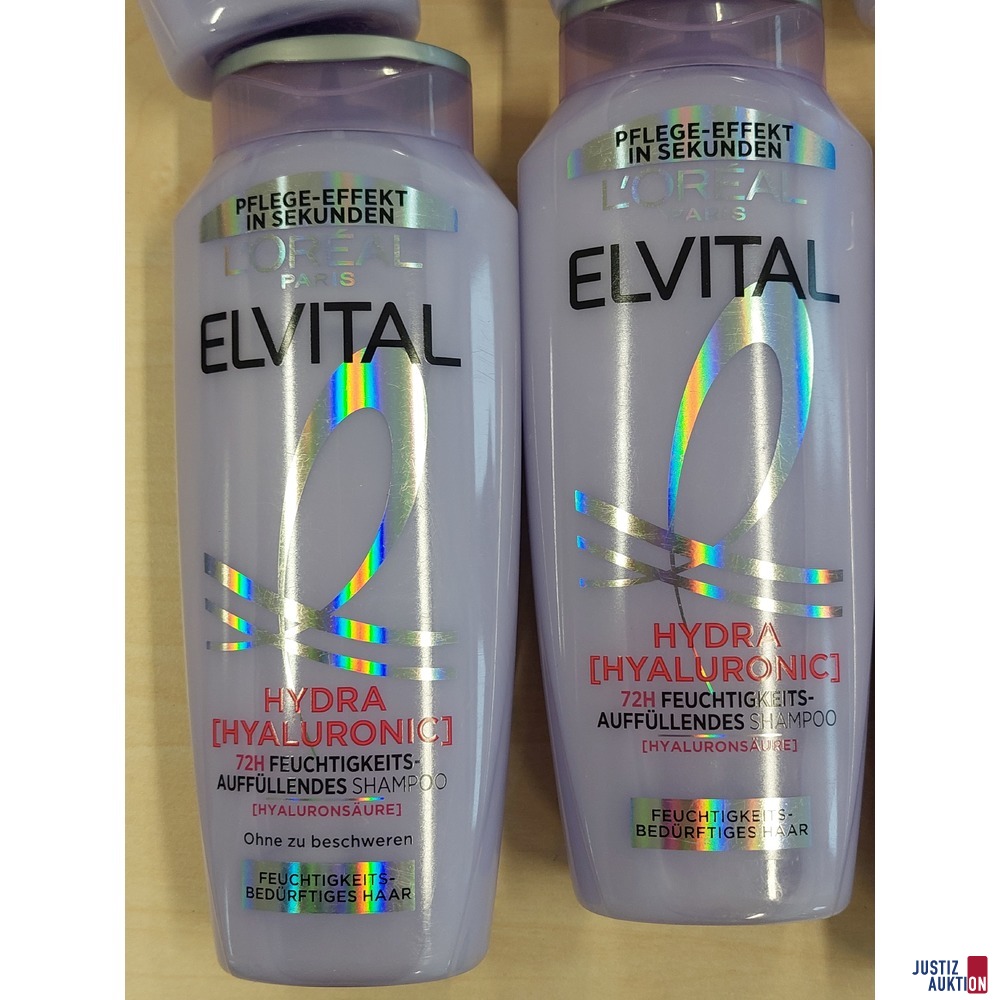 PFLEGE-EFFEKT
IN SEKUNDEN
L'ORÉAL
PARIS
ELVITAL
HYDRA
[HYALURONIC]
72H FEUCHTIGKEITS-
AUFFÜLLENDES SHAMPOO
[HYALURONSÄURE]
Ohne zu beschweren
FEUCHTIGKEITS-
BEDÜRFTIGES HAAR
PFLEGE-EFFEKT
IN SEKUNDEN
L'ORÉAL
PARIS
ELVITAL
HYDRA
[HYALURONIC]
72H FEUCHTIGKEITS-
AUFFÜLLENDES SHAMPOO
[HYALURONSÄURE]
FEUCHTIGKEITS-
BEDÜRFTIGES HAAR
JUSTIZ
AUKTION